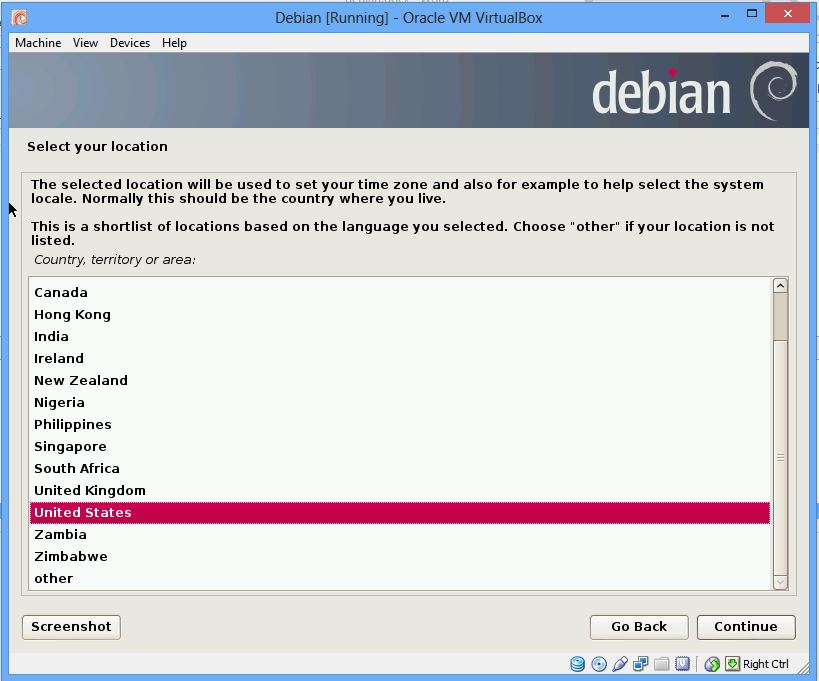 Debian [Running] - Oracle VM VirtualBox
Machine View Devices Help
debian
Select your location
The selected location will be used to set your time zone and also for example to help select the system
locale. Normally this should be the country where you live.
This is a shortlist of locations based on the language you selected. Choose "other" if your location is not
listed.
Country, territory or area:
Canada
Hong Kong
India
Ireland
New Zealand
Nigeria
Philippines
Singapore
South Africa
United Kingdom
United States
Zambia
Zimbabwe
other
Screenshot
Go Back
Continue
Right Ctrl